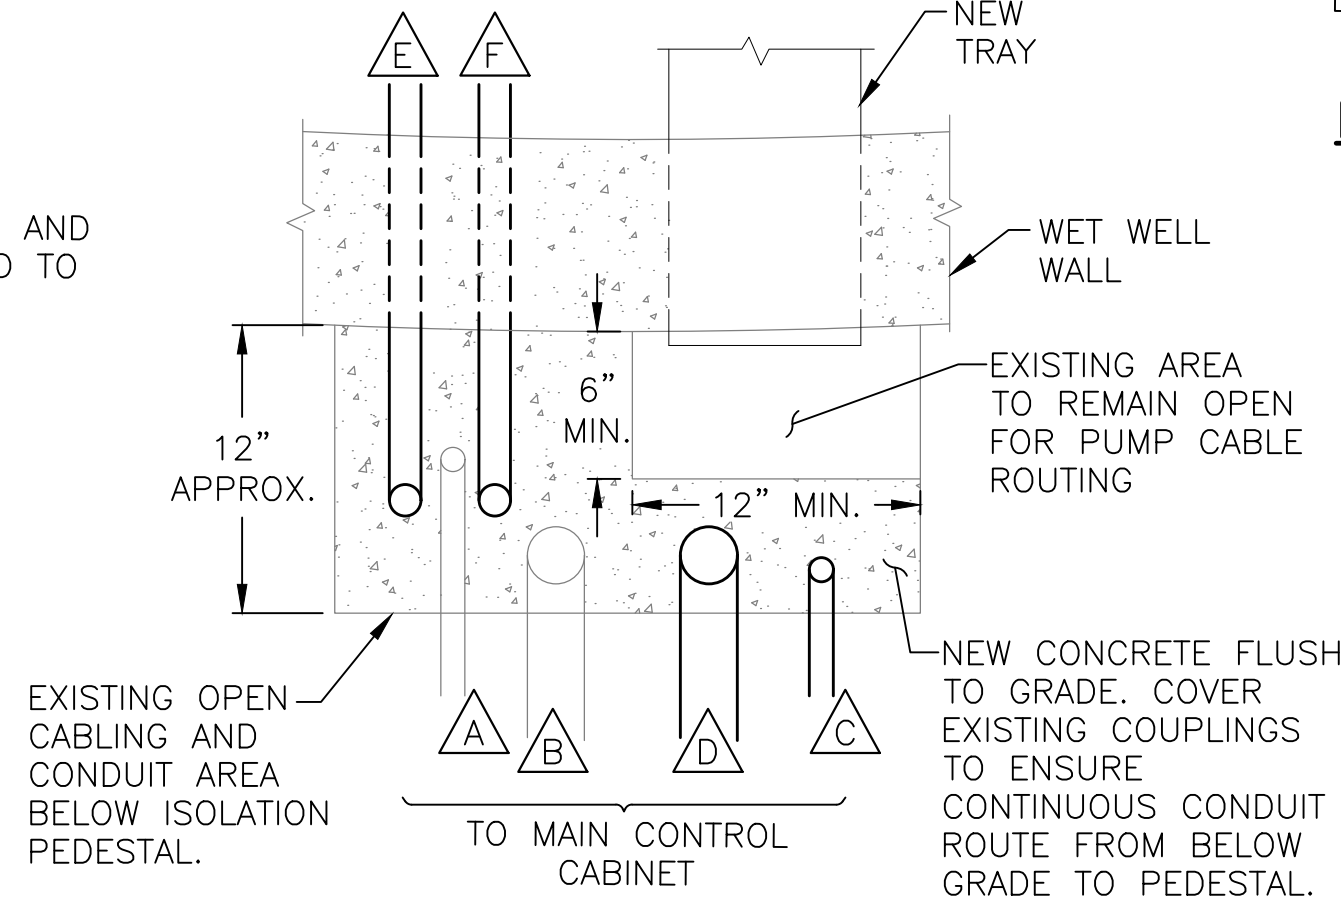 E
F
NEW
TRAY
AND
TO
WET WELL
WALL
6”
MIN.
EXISTING AREA
TO REMAIN OPEN
FOR PUMP CABLE
ROUTING
12”
APPROX.
12” MIN.
EXISTING OPEN
CABLING AND
CONDUIT AREA
BELOW ISOLATION
PEDESTAL.
A
B
D
C
TO MAIN CONTROL
CABINET
NEW CONCRETE FLUSH
TO GRADE. COVER
EXISTING COUPLINGS
TO ENSURE
CONTINUOUS CONDUIT
ROUTE FROM BELOW
GRADE TO PEDESTAL.